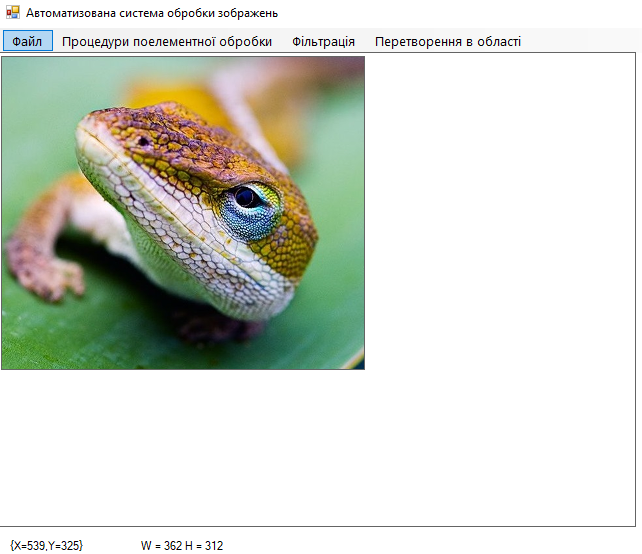 Автоматизована система обробки зображень
Файл Процедури поелементної обробки Фільтрація Перетворення в області
{X=539,Y=325} W = 362 H = 312